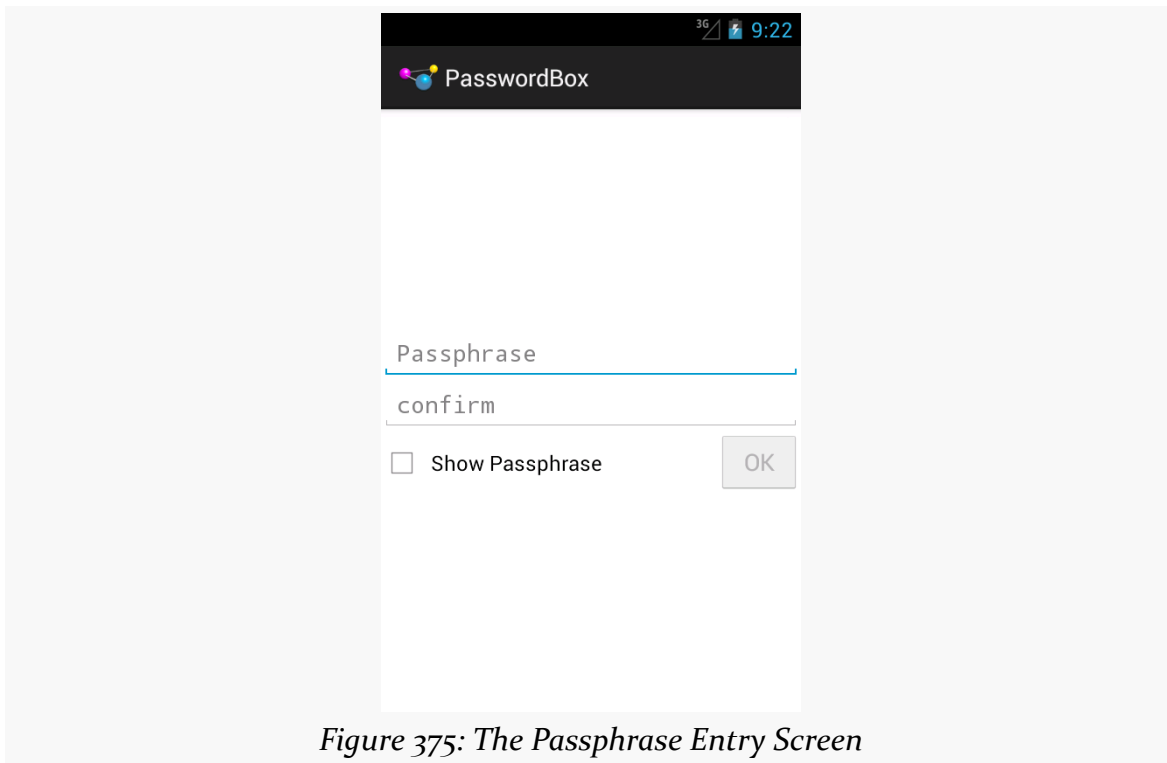 3G 9:22
PasswordBox
Passphrase
confirm
Show Passphrase OK
Figure 375: The Passphrase Entry Screen